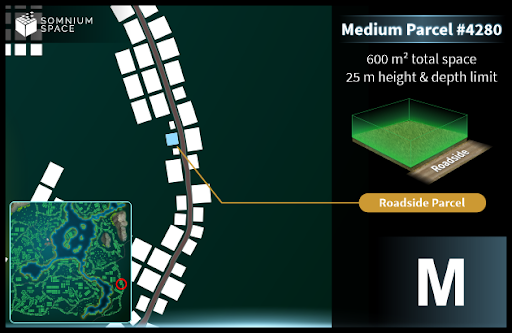 SOMNIUM
SPACE
Medium Parcel #4280
600 m² total space
25 m height & depth limit
Roadside
Roadside Parcel
M